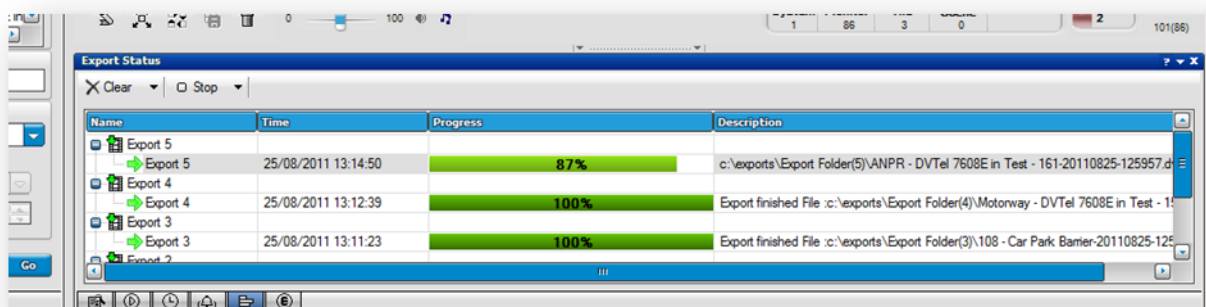 0 100
1 86 3 0
2
101(86)
Export Status ? X
Clear Stop
Name Time Progress Description
Export 5
Export 5 25/08/2011 13:14:50 87% c:\exports\Export Folder(5)\ANPR - DVTel 7608E in Test - 161-20110825-125957.d
Export 4
Export 4 25/08/2011 13:12:39 100% Export finished File :c:\exports\Export Folder(4)\Motorway - DVTel 7608E in Test - 1
Export 3
Export 3 25/08/2011 13:11:23 100% Export finished File :c:\exports\Export Folder(3)\108 - Car Park Barrier-20110825-125
Export 2
Go
E